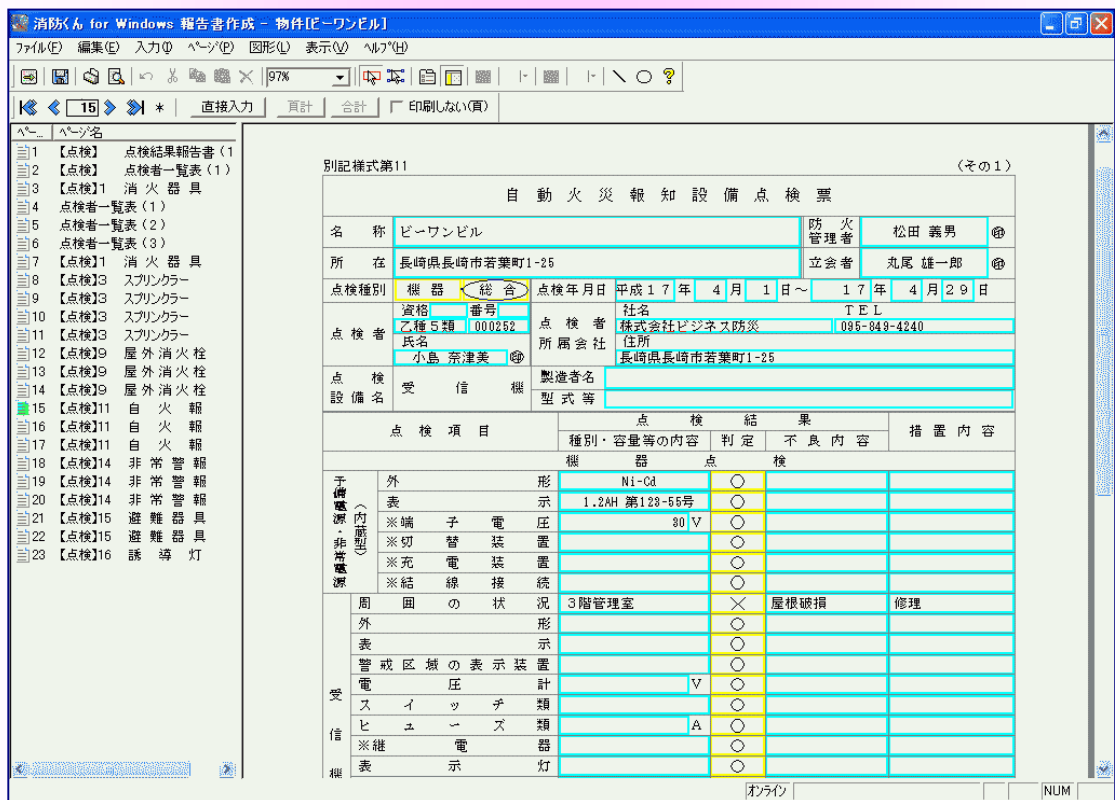 消防くん for Windows 報告書作成 - 物件[ビーワンビル]
ファイル(F) 編集(E) 入力(I) ページ(P) 図形(L) 表示(V) ヘルプ(H)
97%
15 * 直接入力 頁計 合計 印刷しない(頁)
ペー... ページ名
1 【点検】 点検結果報告書(1
2 【点検】 点検者一覧表(1)
3 【点検】1 消 火 器 具
4 点検者一覧表(1)
5 点検者一覧表(2)
6 点検者一覧表(3)
7 【点検】1 消 火 器 具
8 【点検】3 スプリンクラー
9 【点検】3 スプリンクラー
10 【点検】3 スプリンクラー
11 【点検】3 スプリンクラー
12 【点検】9 屋 外 消 火 栓
13 【点検】9 屋 外 消 火 栓
14 【点検】9 屋 外 消 火 栓
15 【点検】11 自 火 報
16 【点検】11 自 火 報
17 【点検】11 自 火 報
18 【点検】14 非 常 警 報
19 【点検】14 非 常 警 報
20 【点検】14 非 常 警 報
21 【点検】15 避 難 器 具
22 【点検】15 避 難 器 具
23 【点検】16 誘 導 灯
別記様式第11 (その1)
自 動 火 災 報 知 設 備 点 検 票
名 称 ビーワンビル 防 火 管理者 松田 義男 ㊞
所 在 長崎県長崎市若葉町1-25 立会者 丸尾 雄一郎 ㊞
点検種別 機 器・総 合 点検年月日 平成17年 4月 1日~ 17年 4月29日
点 検 者 資格 番号 点 検 者 所属会社 社名 TEL
乙種5類 000252 株式会社ビジネス防災 095-849-4240
氏名 住所
小島 奈津美 ㊞ 長崎県長崎市若葉町1-25
点 検 設備名 受 信 機 製造者名
型式等
点 検 項 目 点 検 結 果 措 置 内 容
種別・容量等の内容 判定 不 良 内 容
機 器 点 検
予備電源・非常電源 (内蔵型)
外 形 Ni-Cd ○
表 示 1.2AH 第123-55号 ○
※端 子 電 圧 30 V ○
※切 替 装 置 ○
※充 電 装 置 ○
※結 線 接 続 ○
受 信 機
周 囲 の 状 況 3階管理室 × 屋根破損 修理
外 形 ○
表 示 ○
警 戒 区 域 の 表 示 装 置 ○
電 圧 計 V ○
ス イ ッ チ 類 ○
ヒ ュ ー ズ 類 A ○
※継 電 器 ○
表 示 灯 ○
オンライン NUM